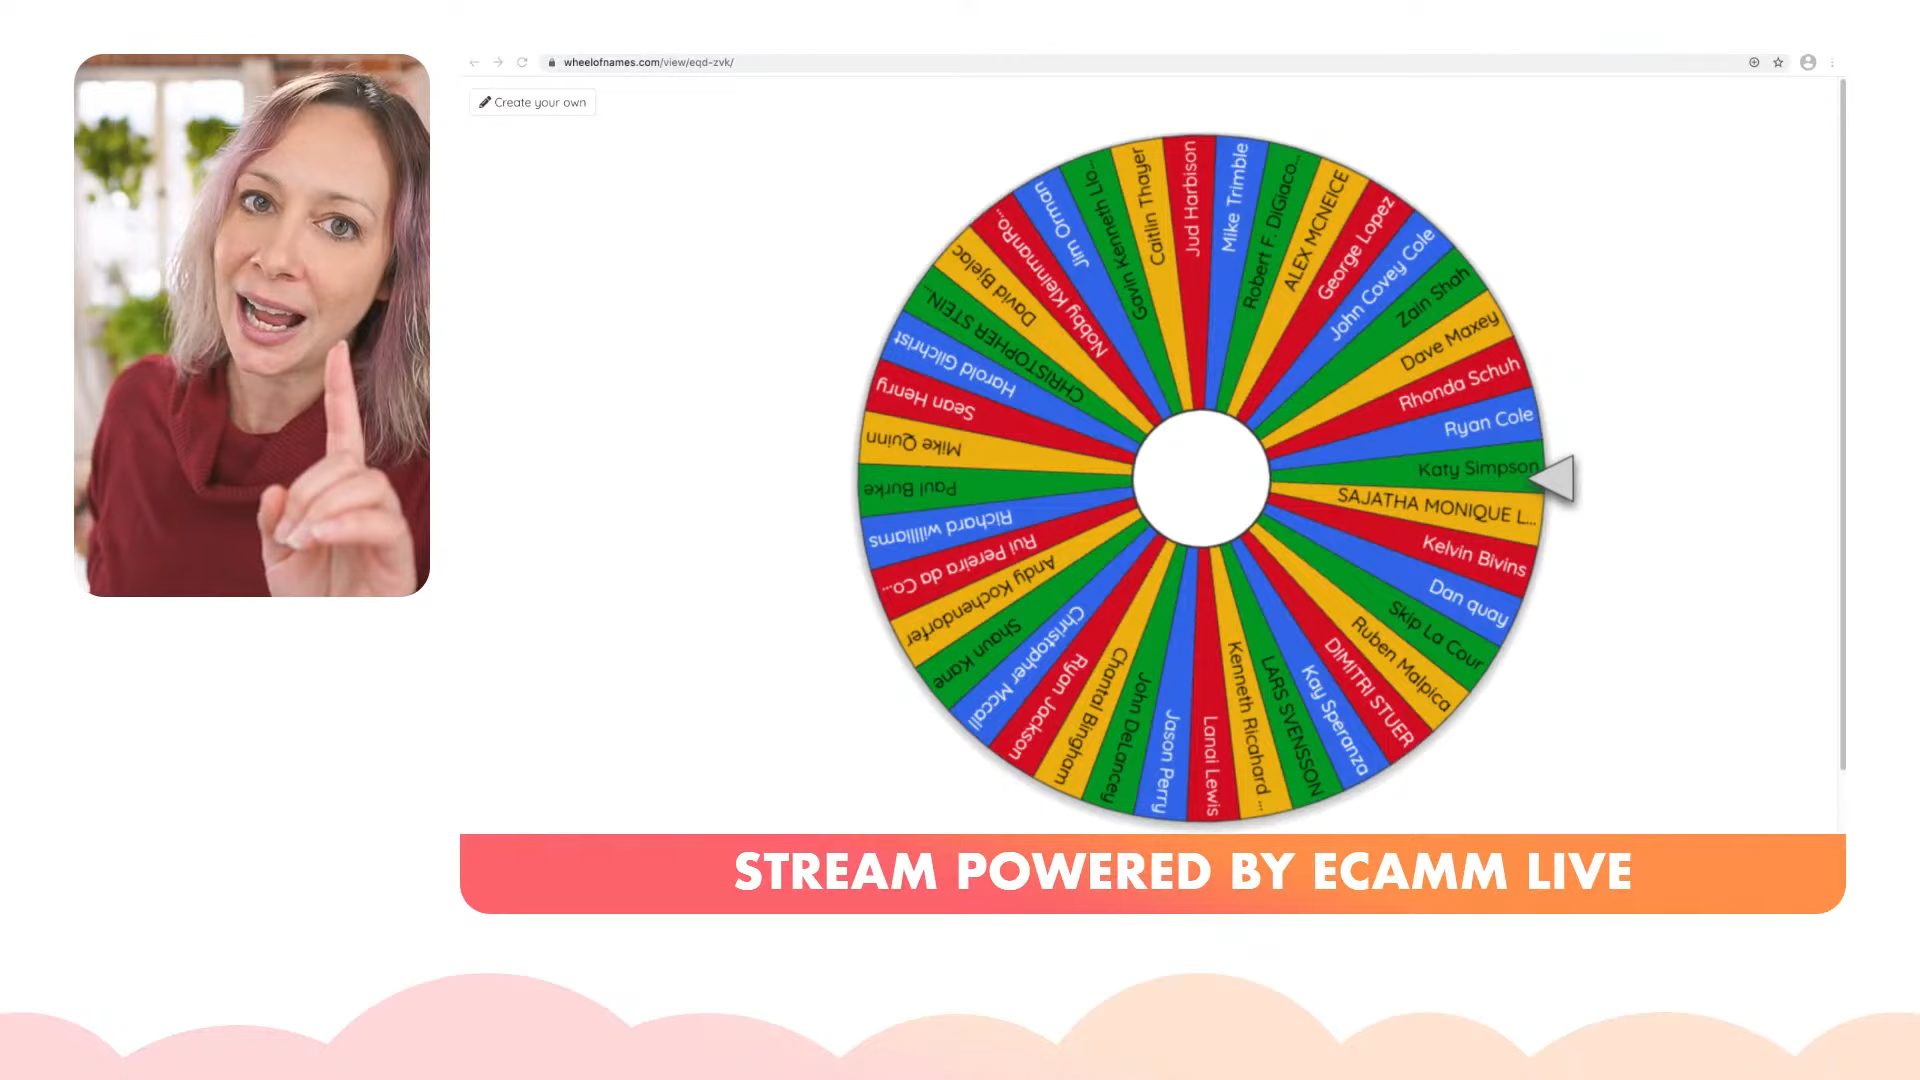 wheelofnames.com/view/eqd-zvk/
Create your own
Jud Harbison
Mike Trimble
Robert F. DiGiaco...
ALEX MCNEICE
George Lopez
John Covey Cole
Zain Shah
Dave Maxey
Rhonda Schuh
Ryan Cole
Katy Simpson
SAJATHA MONIQUE L...
Kelvin Bivins
Dan quay
Skip La Cour
Ruben Malpica
DIMITRI STUER
Kay Speranza
LARS SVENSSON
Kenneth Ricahard ...
Lanai Lewis
Jason Perry
John DeLancey
Chantal Bingham
Ryan Jackson
Christopher Mccall
Shaun Kane
Andy Kochendorfer
Rui Pereira da Co...
Richard williams
Paul Burke
Mike Quinn
Sean Henry
Harold Gilchrist
CHRISTOPHER STEIN...
David Bjelac
Nobby KleinmanRo...
Jim Orman
Gavin Kenneth Llo...
Caitlin Thayer
STREAM POWERED BY ECAMM LIVE